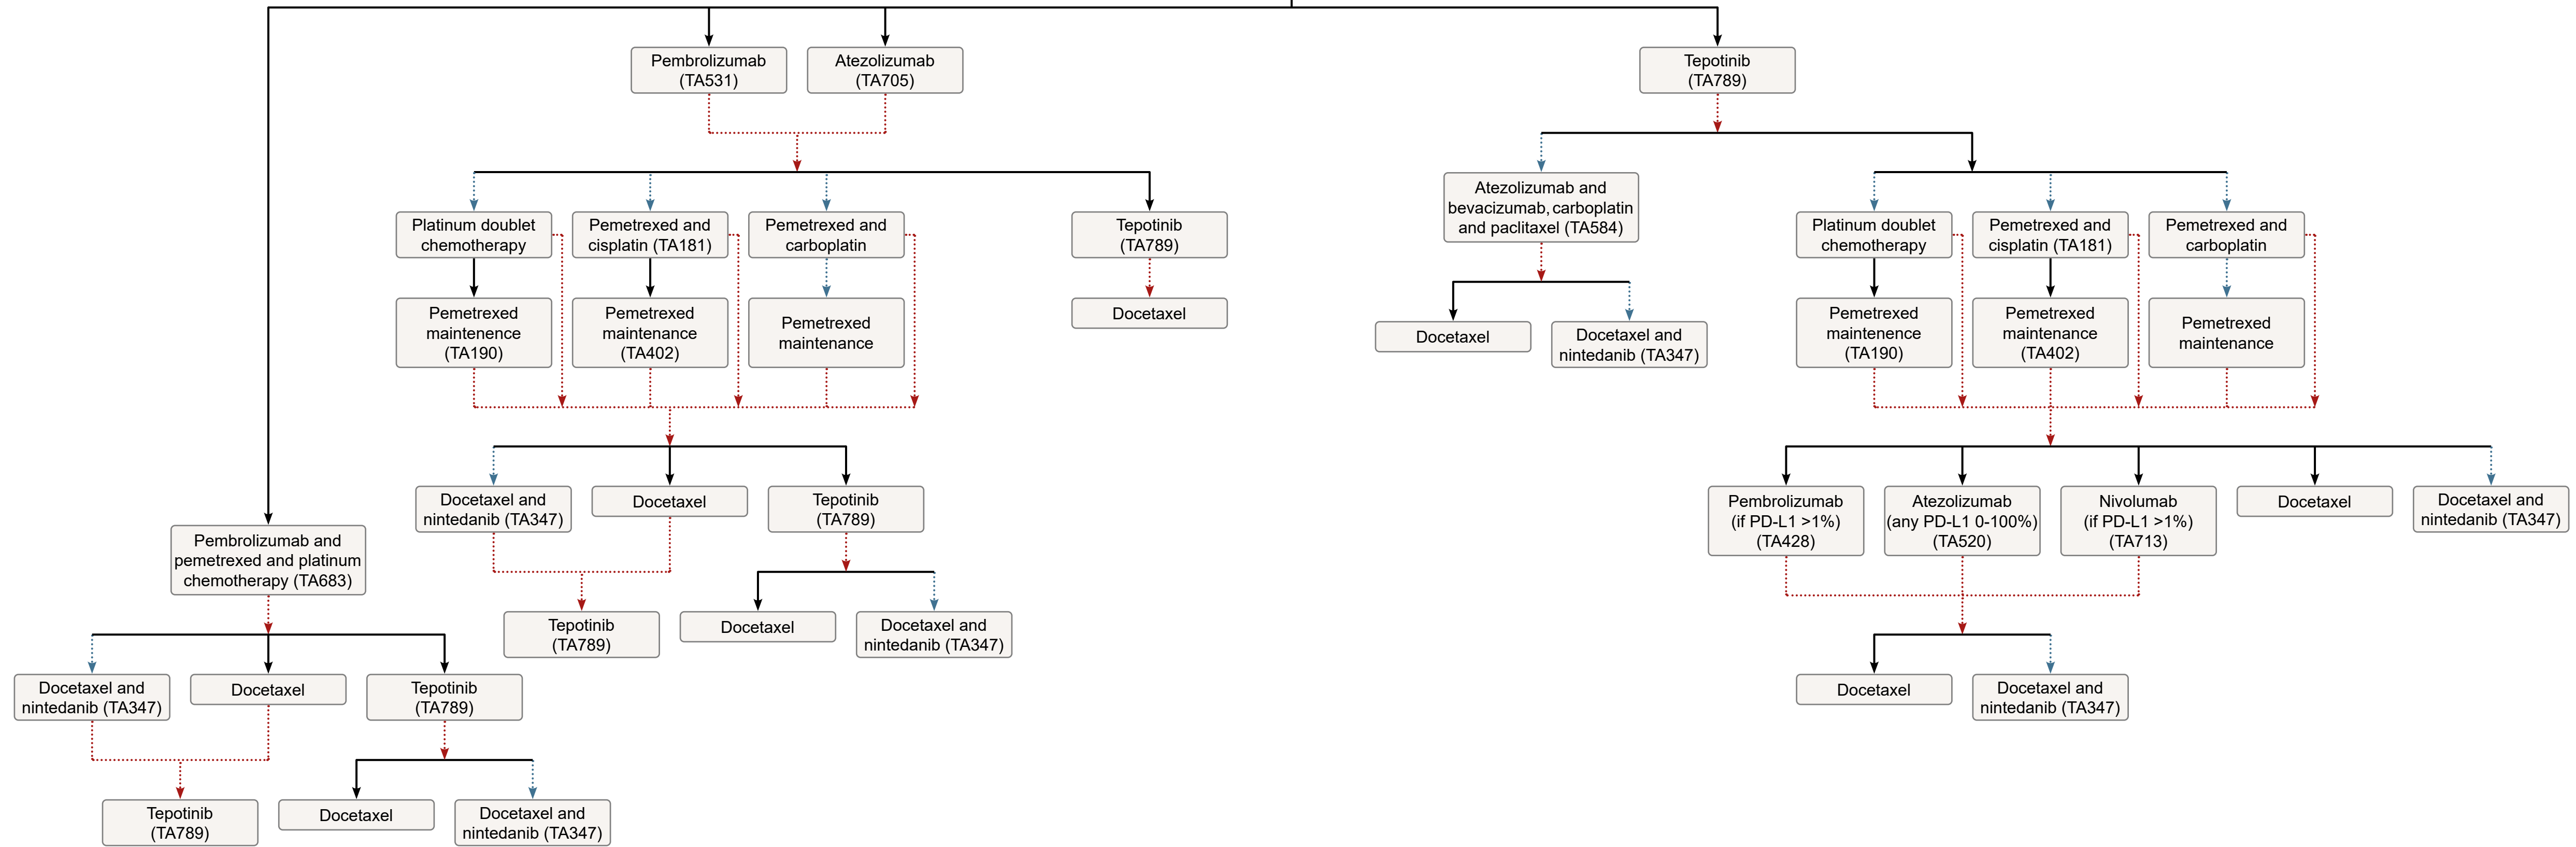 Pembrolizumab
(TA531)
Atezolizumab
(TA705)
Tepotinib
(TA789)
Platinum doublet
chemotherapy
Pemetrexed and
cisplatin (TA181)
Pemetrexed and
carboplatin
Tepotinib
(TA789)
Pemetrexed
maintenence
(TA190)
Pemetrexed
maintenance
(TA402)
Pemetrexed
maintenance
Docetaxel
Docetaxel and
nintedanib (TA347)
Docetaxel
Tepotinib
(TA789)
Tepotinib
(TA789)
Docetaxel
Docetaxel and
nintedanib (TA347)
Pembrolizumab and
pemetrexed and platinum
chemotherapy (TA683)
Docetaxel and
nintedanib (TA347)
Docetaxel
Tepotinib
(TA789)
Tepotinib
(TA789)
Docetaxel
Docetaxel and
nintedanib (TA347)
Atezolizumab and
bevacizumab, carboplatin
and paclitaxel (TA584)
Docetaxel
Docetaxel and
nintedanib (TA347)
Platinum doublet
chemotherapy
Pemetrexed and
cisplatin (TA181)
Pemetrexed and
carboplatin
Pemetrexed
maintenence
(TA190)
Pemetrexed
maintenance
(TA402)
Pemetrexed
maintenance
Pembrolizumab
(if PD-L1 >1%)
(TA428)
Atezolizumab
(any PD-L1 0-100%)
(TA520)
Nivolumab
(if PD-L1 >1%)
(TA713)
Docetaxel
Docetaxel and
nintedanib (TA347)
Docetaxel
Docetaxel and
nintedanib (TA347)